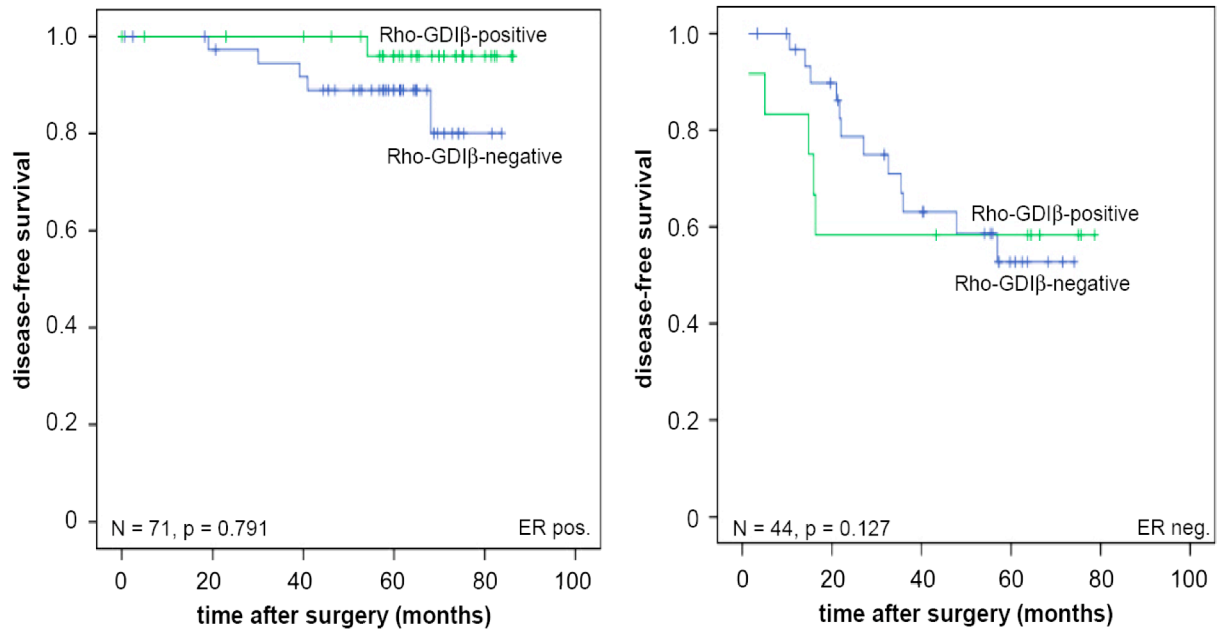 1.0
0.8
0.6
0.4
0.2
0
disease-free survival
Rho-GDIβ-positive
Rho-GDIβ-negative
N = 71, p = 0.791
ER pos.
0 20 40 60 80 100
time after surgery (months)
1.0
0.8
0.6
0.4
0.2
0
disease-free survival
Rho-GDIβ-positive
Rho-GDIβ-negative
N = 44, p = 0.127
ER neg.
0 20 40 60 80 100
time after surgery (months)